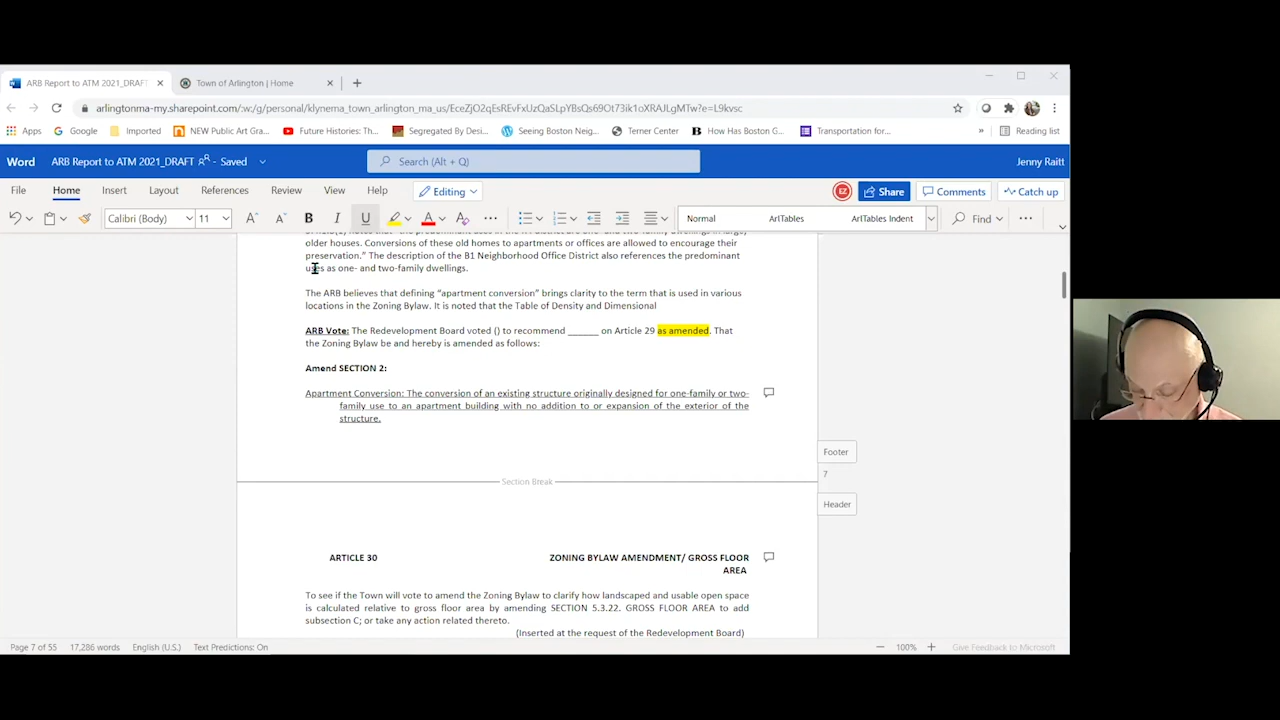 ARB Report to ATM 2021_DRAFT
Town of Arlington | Home
arlingtonma-my.sharepoint.com/:w:/g/personal/klynema_town_arlington_ma_us/EceZjO2qEsREvFxUzQaSLpYBsQs69Ot73ik1oXRAJLgMTw?e=L9kvsc
Apps Google Imported NEW Public Art Gra... Future Histories: Th... Segregated By Desi... Seeing Boston Neig... Terner Center How Has Boston G... Transportation for... » Reading list
Word ARB Report to ATM 2021_DRAFT - Saved Search (Alt + Q) Jenny Raitt
File Home Insert Layout References Review View Help Editing EZ Share Comments Catch up
Calibri (Body) 11 A A B I U A A Normal ArlTables ArlTables Indent Find
older houses. Conversions of these old homes to apartments or offices are allowed to encourage their
preservation.” The description of the B1 Neighborhood Office District also references the predominant
uses as one- and two-family dwellings.
The ARB believes that defining “apartment conversion” brings clarity to the term that is used in various
locations in the Zoning Bylaw. It is noted that the Table of Density and Dimensional
ARB Vote: The Redevelopment Board voted () to recommend ______ on Article 29 as amended. That
the Zoning Bylaw be and hereby is amended as follows:
Amend SECTION 2:
Apartment Conversion: The conversion of an existing structure originally designed for one-family or two-
family use to an apartment building with no addition to or expansion of the exterior of the
structure.
Footer
7
Section Break
Header
ARTICLE 30 ZONING BYLAW AMENDMENT/ GROSS FLOOR
AREA
To see if the Town will vote to amend the Zoning Bylaw to clarify how landscaped and usable open space
is calculated relative to gross floor area by amending SECTION 5.3.22. GROSS FLOOR AREA to add
subsection C; or take any action related thereto.
(Inserted at the request of the Redevelopment Board)
Page 7 of 55 17,286 words English (U.S.) Text Predictions: On 100% Give Feedback to Microsoft